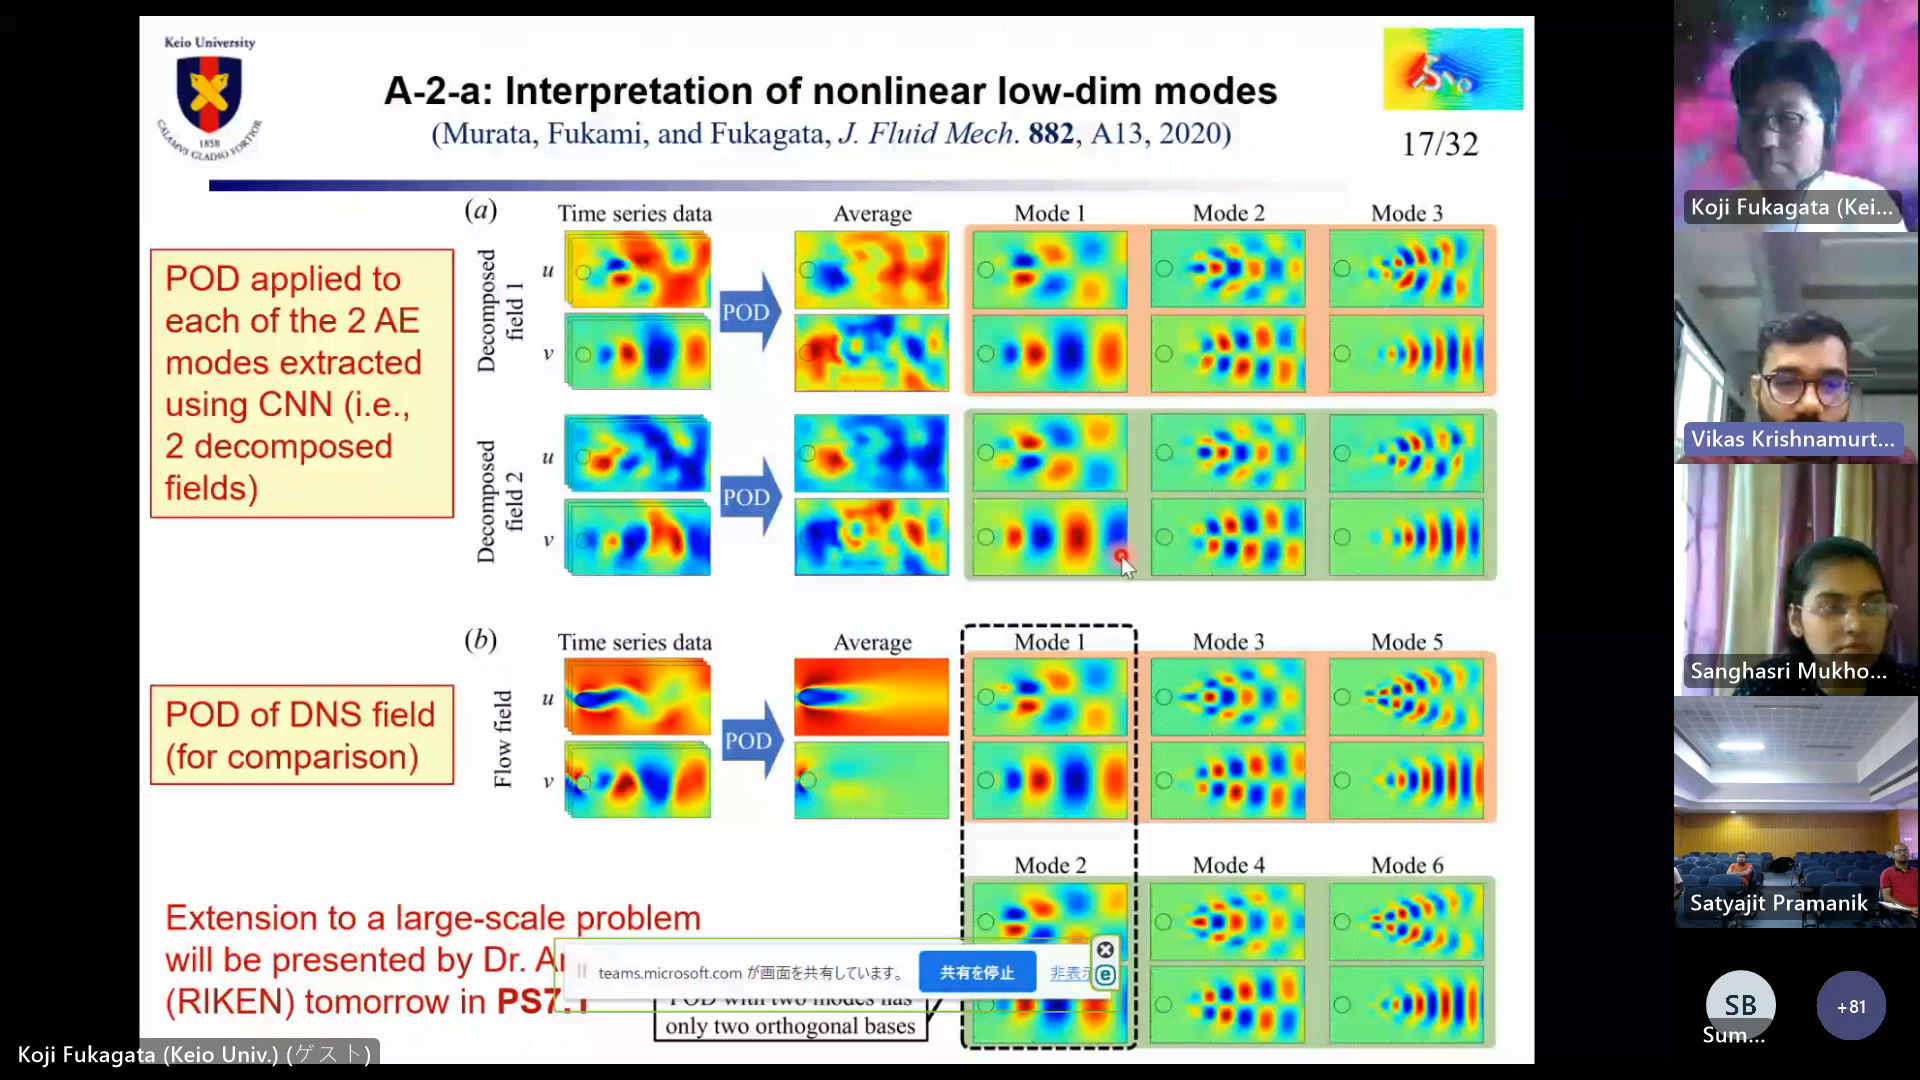 Keio University
1858
CALAMVS GLADIO FORTIOR
A-2-a: Interpretation of nonlinear low-dim modes
(Murata, Fukami, and Fukagata, J. Fluid Mech. 882, A13, 2020)
17/32
POD applied to
each of the 2 AE
modes extracted
using CNN (i.e.,
2 decomposed
fields)
(a)
Time series data
Average
Mode 1
Mode 2
Mode 3
Decomposed
field 1
u
v
POD
Decomposed
field 2
u
v
POD
POD of DNS field
(for comparison)
(b)
Time series data
Average
Mode 1
Mode 3
Mode 5
Flow field
u
v
POD
Mode 2
Mode 4
Mode 6
Extension to a large-scale problem
will be presented by Dr.
(RIKEN) tomorrow in PS7.1
POD with two modes has
only two orthogonal bases
teams.microsoft.com が画面を共有しています。
共有を停止
非表示
Koji Fukagata (Keio Univ.) (ゲスト)
Koji Fukagata (Kei...
Vikas Krishnamurt...
Sanghasri Mukho...
Satyajit Pramanik
SB
Sum...
+81